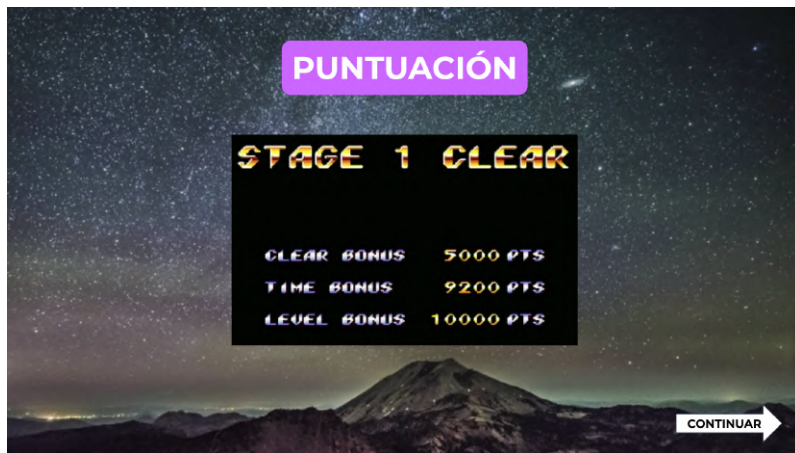 PUNTUACIÓN
STAGE 1 CLEAR
CLEAR BONUS 5000 PTS
TIME BONUS 9200 PTS
LEVEL BONUS 10000 PTS
CONTINUAR